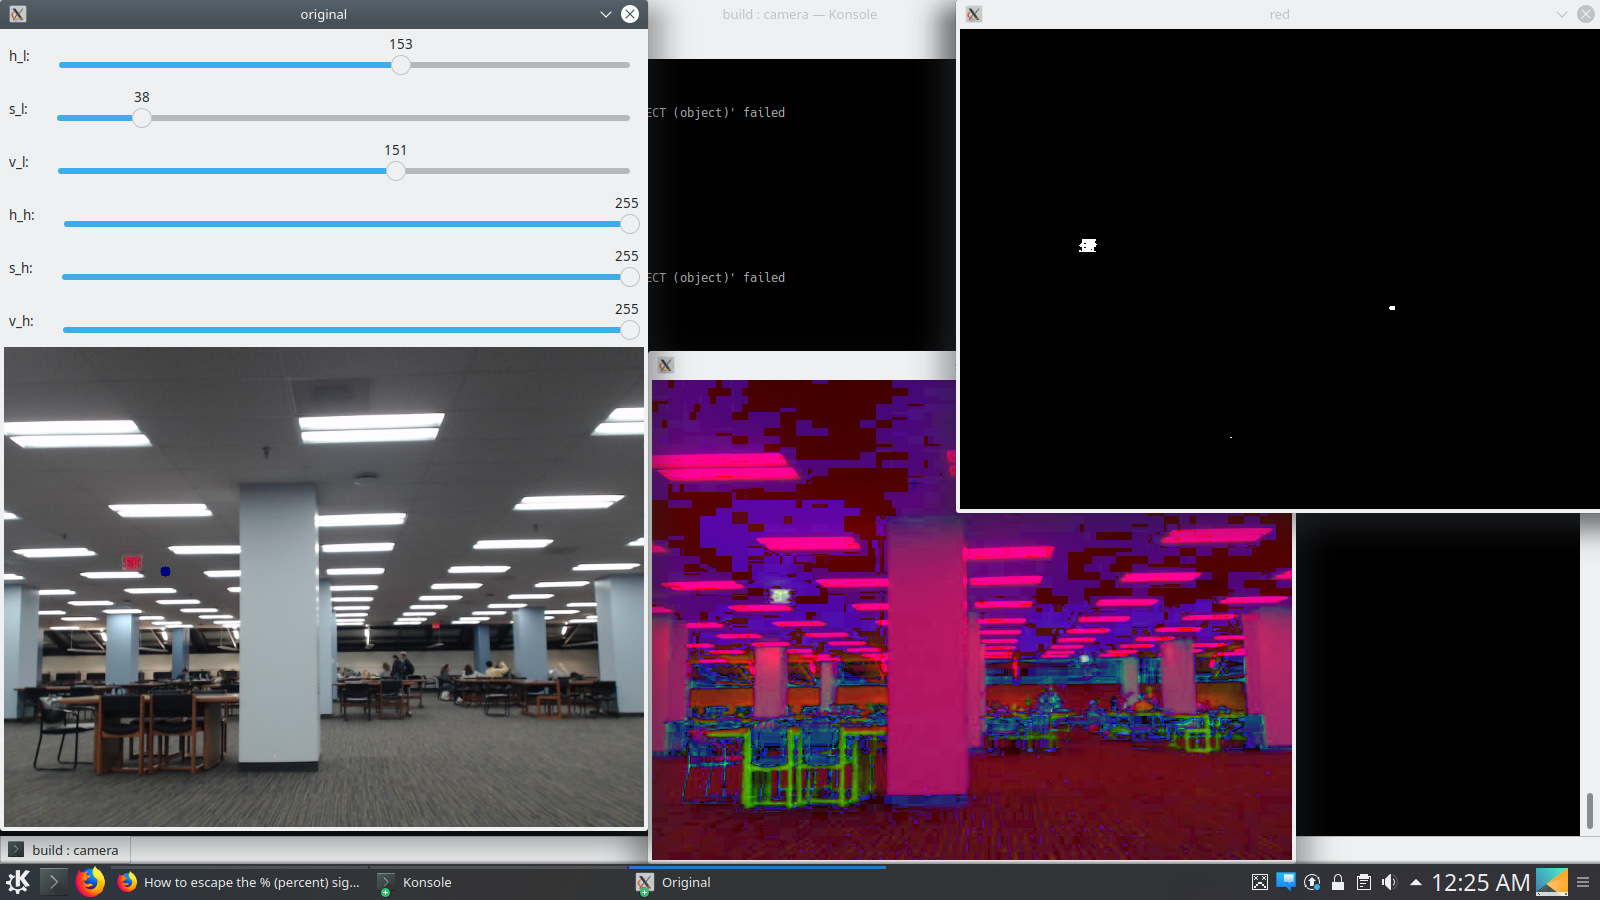 original
h_l:
153
s_l:
38
v_l:
151
h_h:
255
s_h:
255
v_h:
255
build : camera — Konsole
ECT (object)' failed
ECT (object)' failed
red
build : camera
How to escape the % (percent) sig...
Konsole
Original
12:25 AM